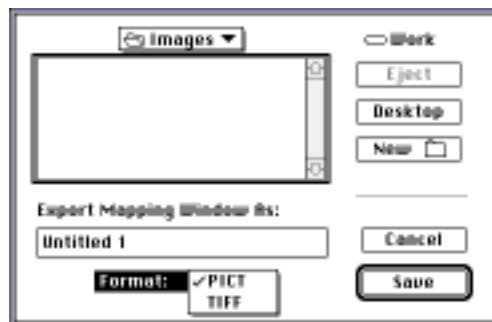 Images
Work
Eject
Desktop
New
Export Mapping Window As:
Untitled 1
Cancel
Format: ✓PICT
TIFF
Save